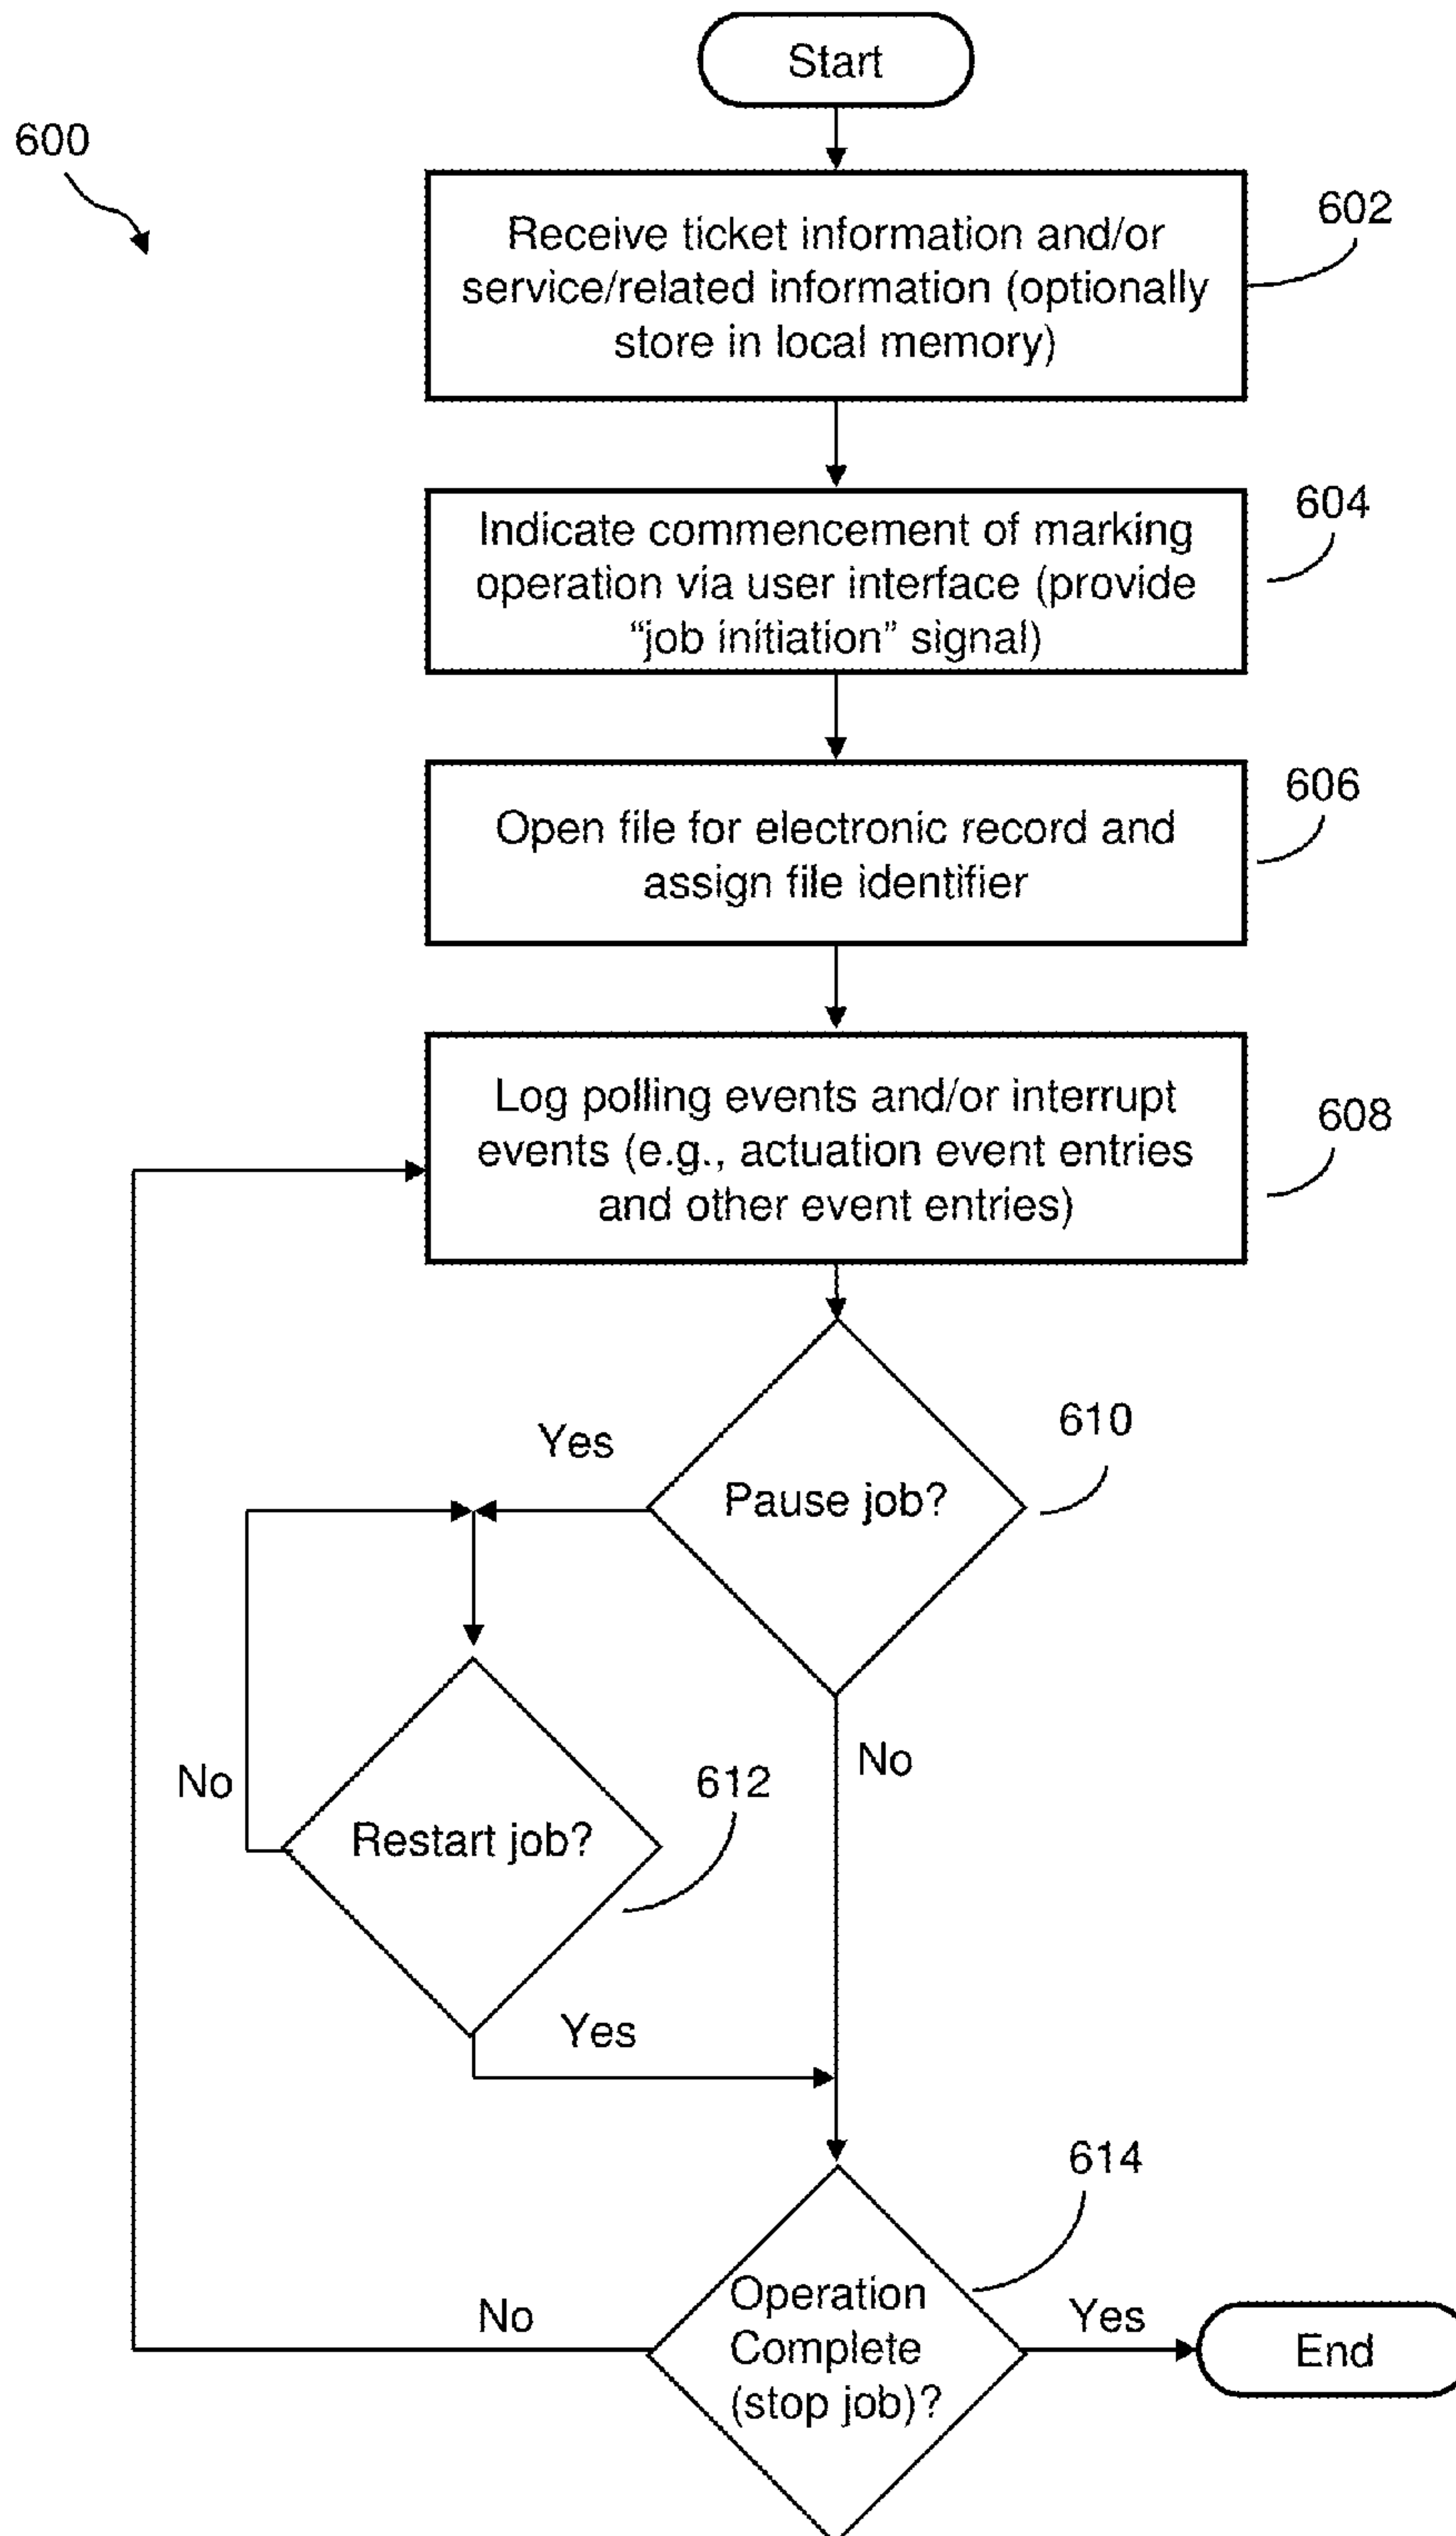 Start
600
602
Receive ticket information and/or
service/related information (optionally
store in local memory)
604
Indicate commencement of marking
operation via user interface (provide
“job initiation” signal)
606
Open file for electronic record and
assign file identifier
608
Log polling events and/or interrupt
events (e.g., actuation event entries
and other event entries)
610
Yes
Pause job?
No
612
No
Restart job?
Yes
614
No
Operation
Complete
(stop job)?
Yes
End